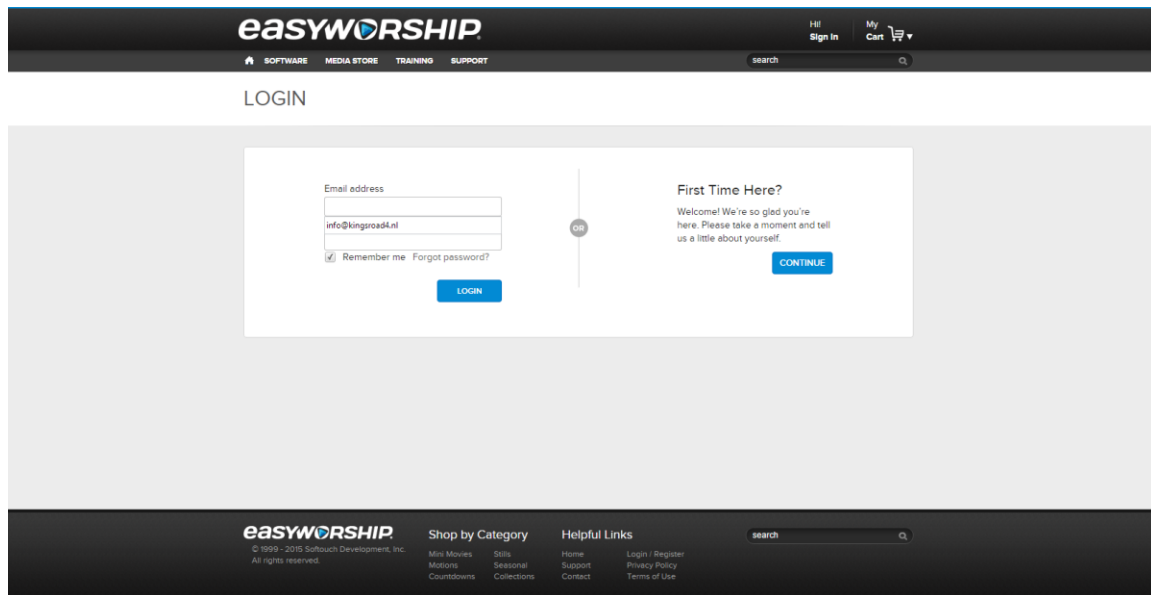 easyWORSHIP®
Hi!
Sign In
My
Cart
SOFTWARE MEDIA STORE TRAINING SUPPORT
search
LOGIN
Email address
info@kingsroad4.nl
Remember me Forgot password?
LOGIN
OR
First Time Here?
Welcome! We're so glad you're
here. Please take a moment and tell
us a little about yourself.
CONTINUE
easyWORSHIP®
© 1999 - 2015 Softouch Development, Inc.
All rights reserved.
Shop by Category
Mini Movies Stills
Motions Seasonal
Countdowns Collections
Helpful Links
Home Login / Register
Support Privacy Policy
Contact Terms of Use
search